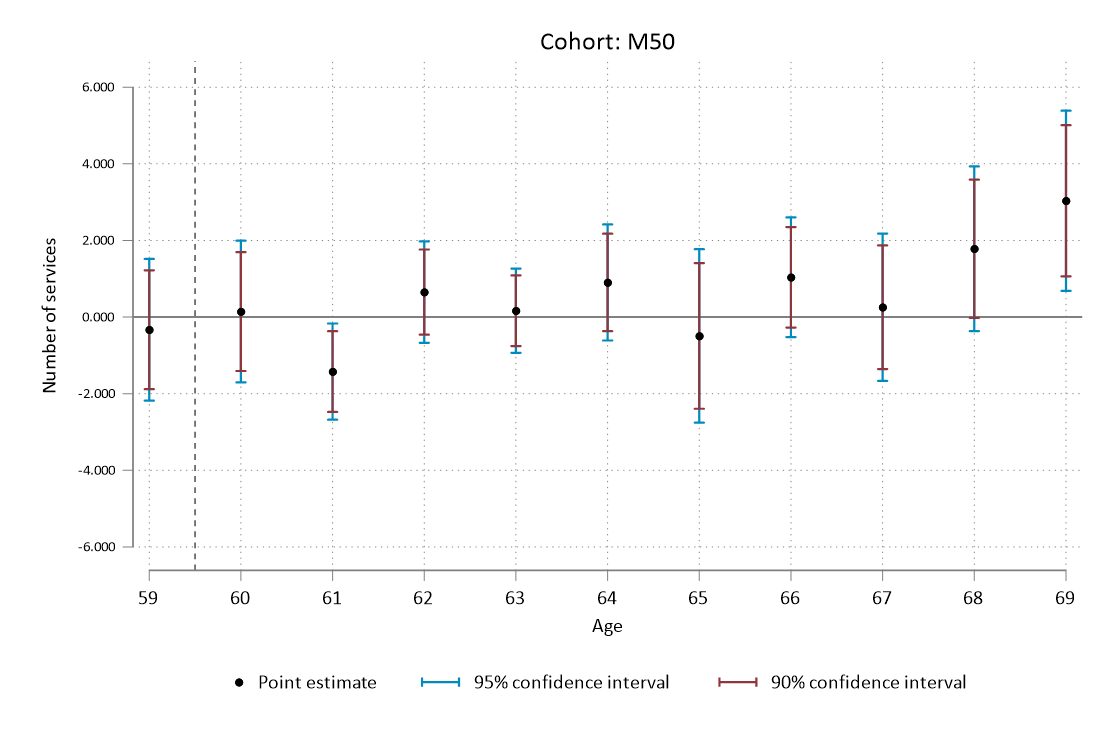 Cohort: M50
Number of services
6.000
4.000
2.000
0.000
-2.000
-4.000
-6.000
59 60 61 62 63 64 65 66 67 68 69
Age
Point estimate 95% confidence interval 90% confidence interval